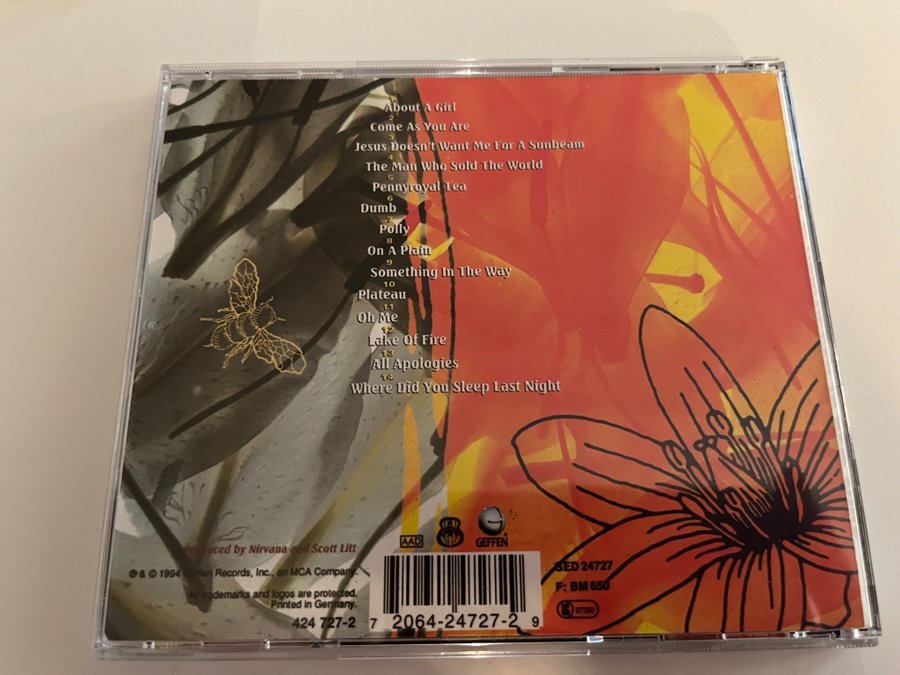 1
About A Girl
2
Come As You Are
3
Jesus Doesn't Want Me For A Sunbeam
4
The Man Who Sold The World
5
Pennyroyal Tea
6
Dumb
7
Polly
8
On A Plain
9
Something In The Way
10
Plateau
11
Oh Me
12
Lake Of Fire
13
All Apologies
14
Where Did You Sleep Last Night
Produced by Nirvana and Scott Litt
℗ & © 1994 Geffen Records, Inc., an MCA Company.
All trademarks and logos are protected.
Printed in Germany.
424 727-2
AAD
GEFFEN
7 2064-24727-2 9
GED 24727
F: BM 650